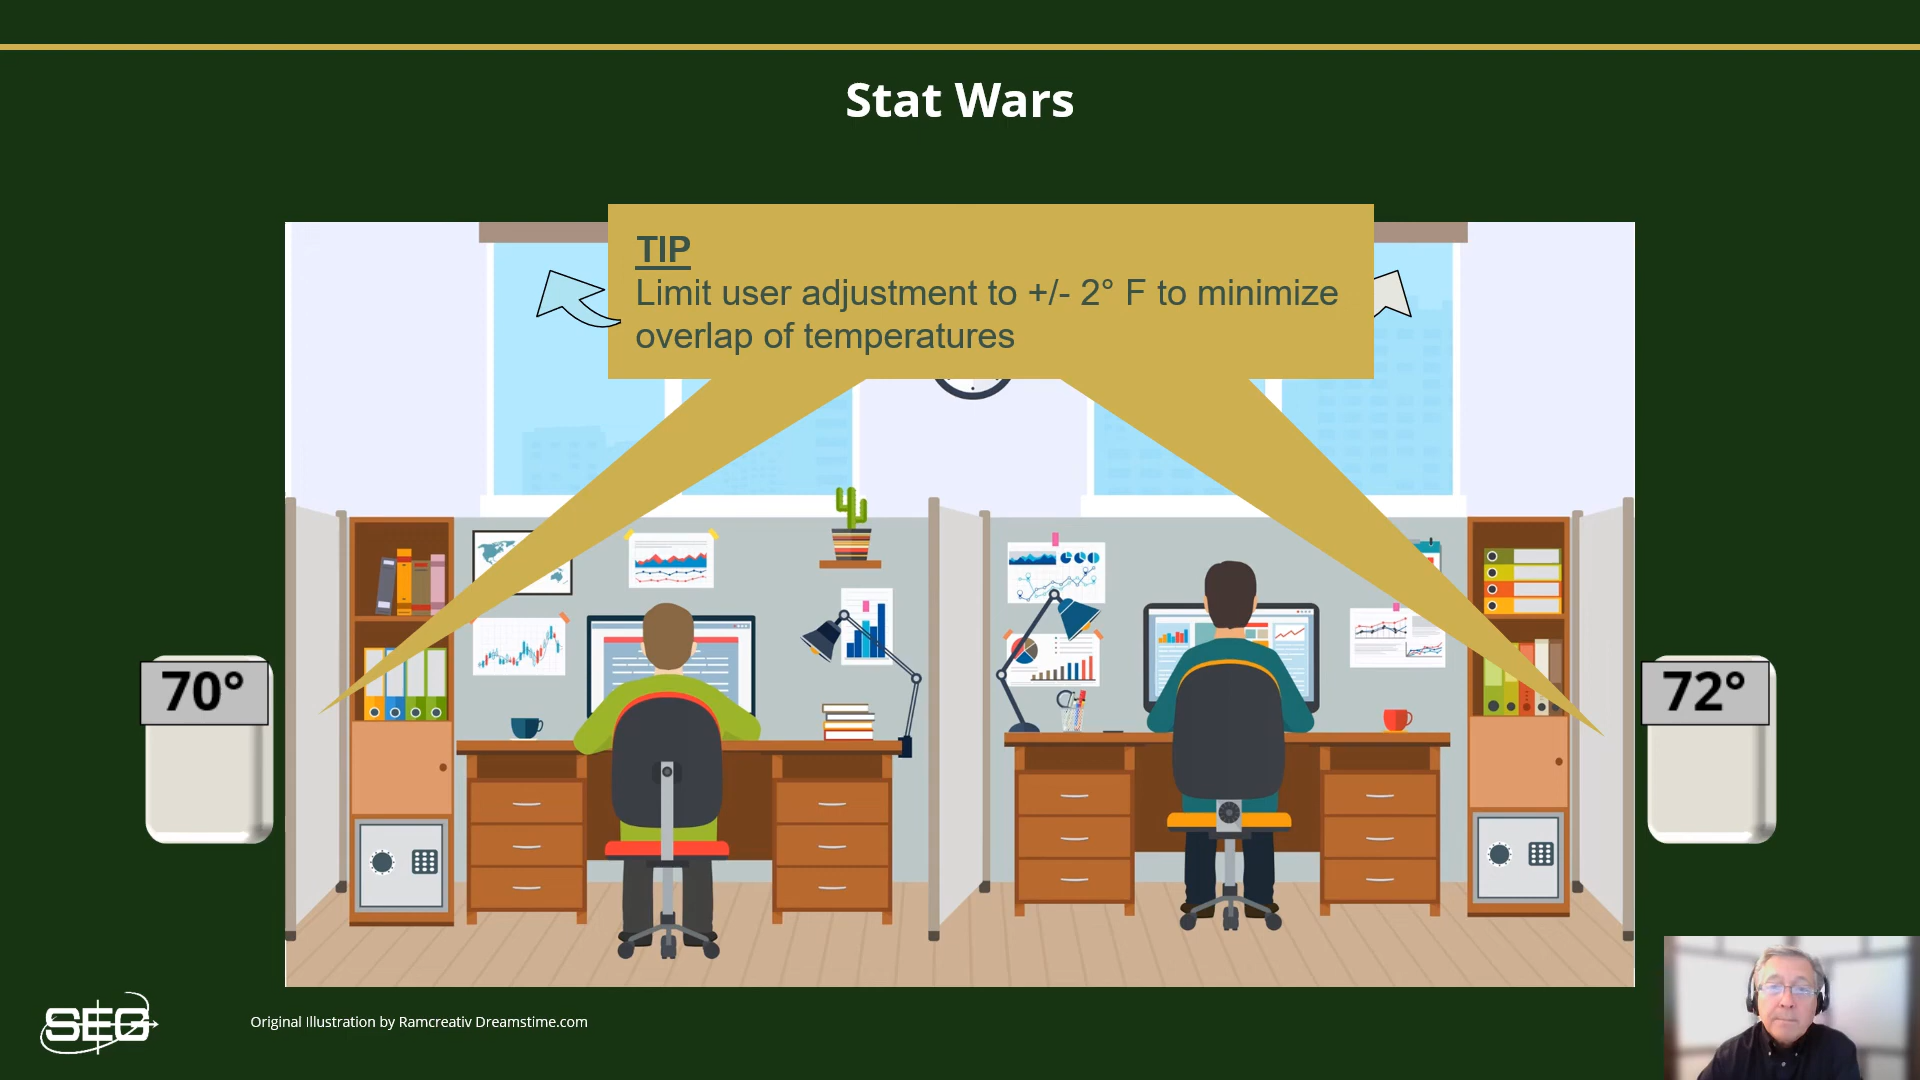 Stat Wars
TIP
Limit user adjustment to +/- 2° F to minimize
overlap of temperatures
70°
72°
SEG
Original Illustration by Ramcreativ Dreamstime.com